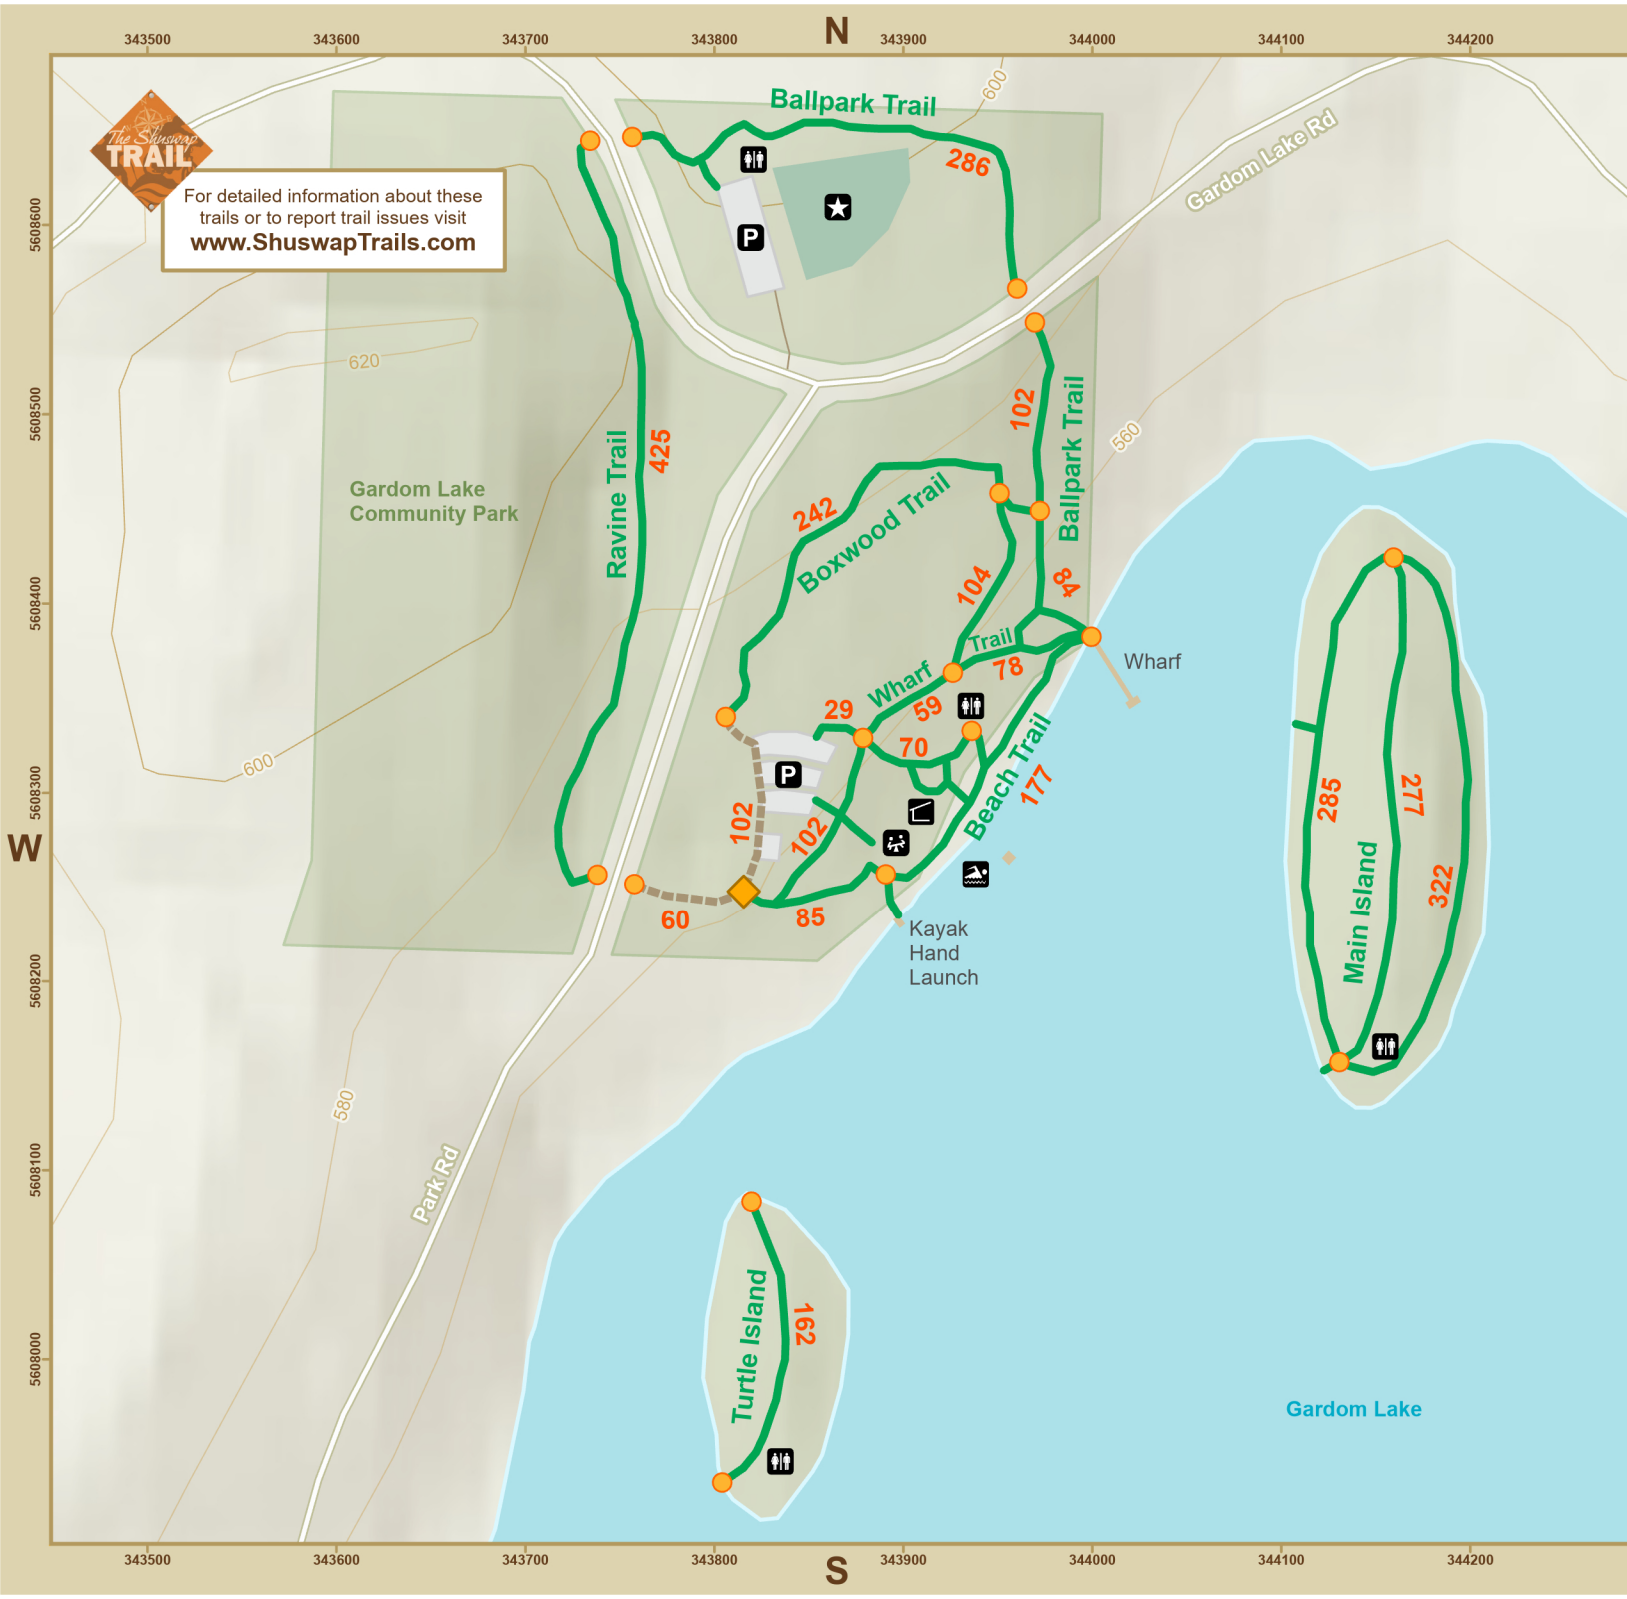 N
343500 343600 343700 343800 343900 344000 344100 344200
The Shuswap
TRAIL
For detailed information about these
trails or to report trail issues visit
www.ShuswapTrails.com
Ballpark Trail
600
286
Gardom Lake Rd
5608600
P
620
5608500
102
Ballpark Trail
560
425
Ravine Trail
Gardom Lake
Community Park
242
Boxwood Trail
104
84
5608400
Trail
78
Wharf
Wharf
59
29
70
600
P
Beach Trail
177
5608300
102
102
285
277
322
Main Island
W
60
85
Kayak
Hand
Launch
5608200
580
5608100
Park Rd
Turtle Island
162
5608000
Gardom Lake
343500 343600 343700 343800 343900 344000 344100 344200
S